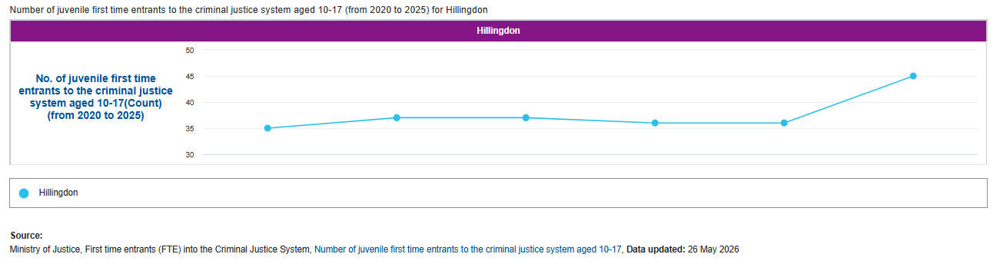 Number of juvenile first time entrants to the criminal justice system aged 10-17 (from 2020 to 2025) for Hillingdon
Hillingdon
No. of juvenile first time
entrants to the criminal justice
system aged 10-17(Count)
(from 2020 to 2025)
50
45
40
35
30
Hillingdon
Source:
Ministry of Justice, First time entrants (FTE) into the Criminal Justice System, Number of juvenile first time entrants to the criminal justice system aged 10-17, Data updated: 26 May 2026